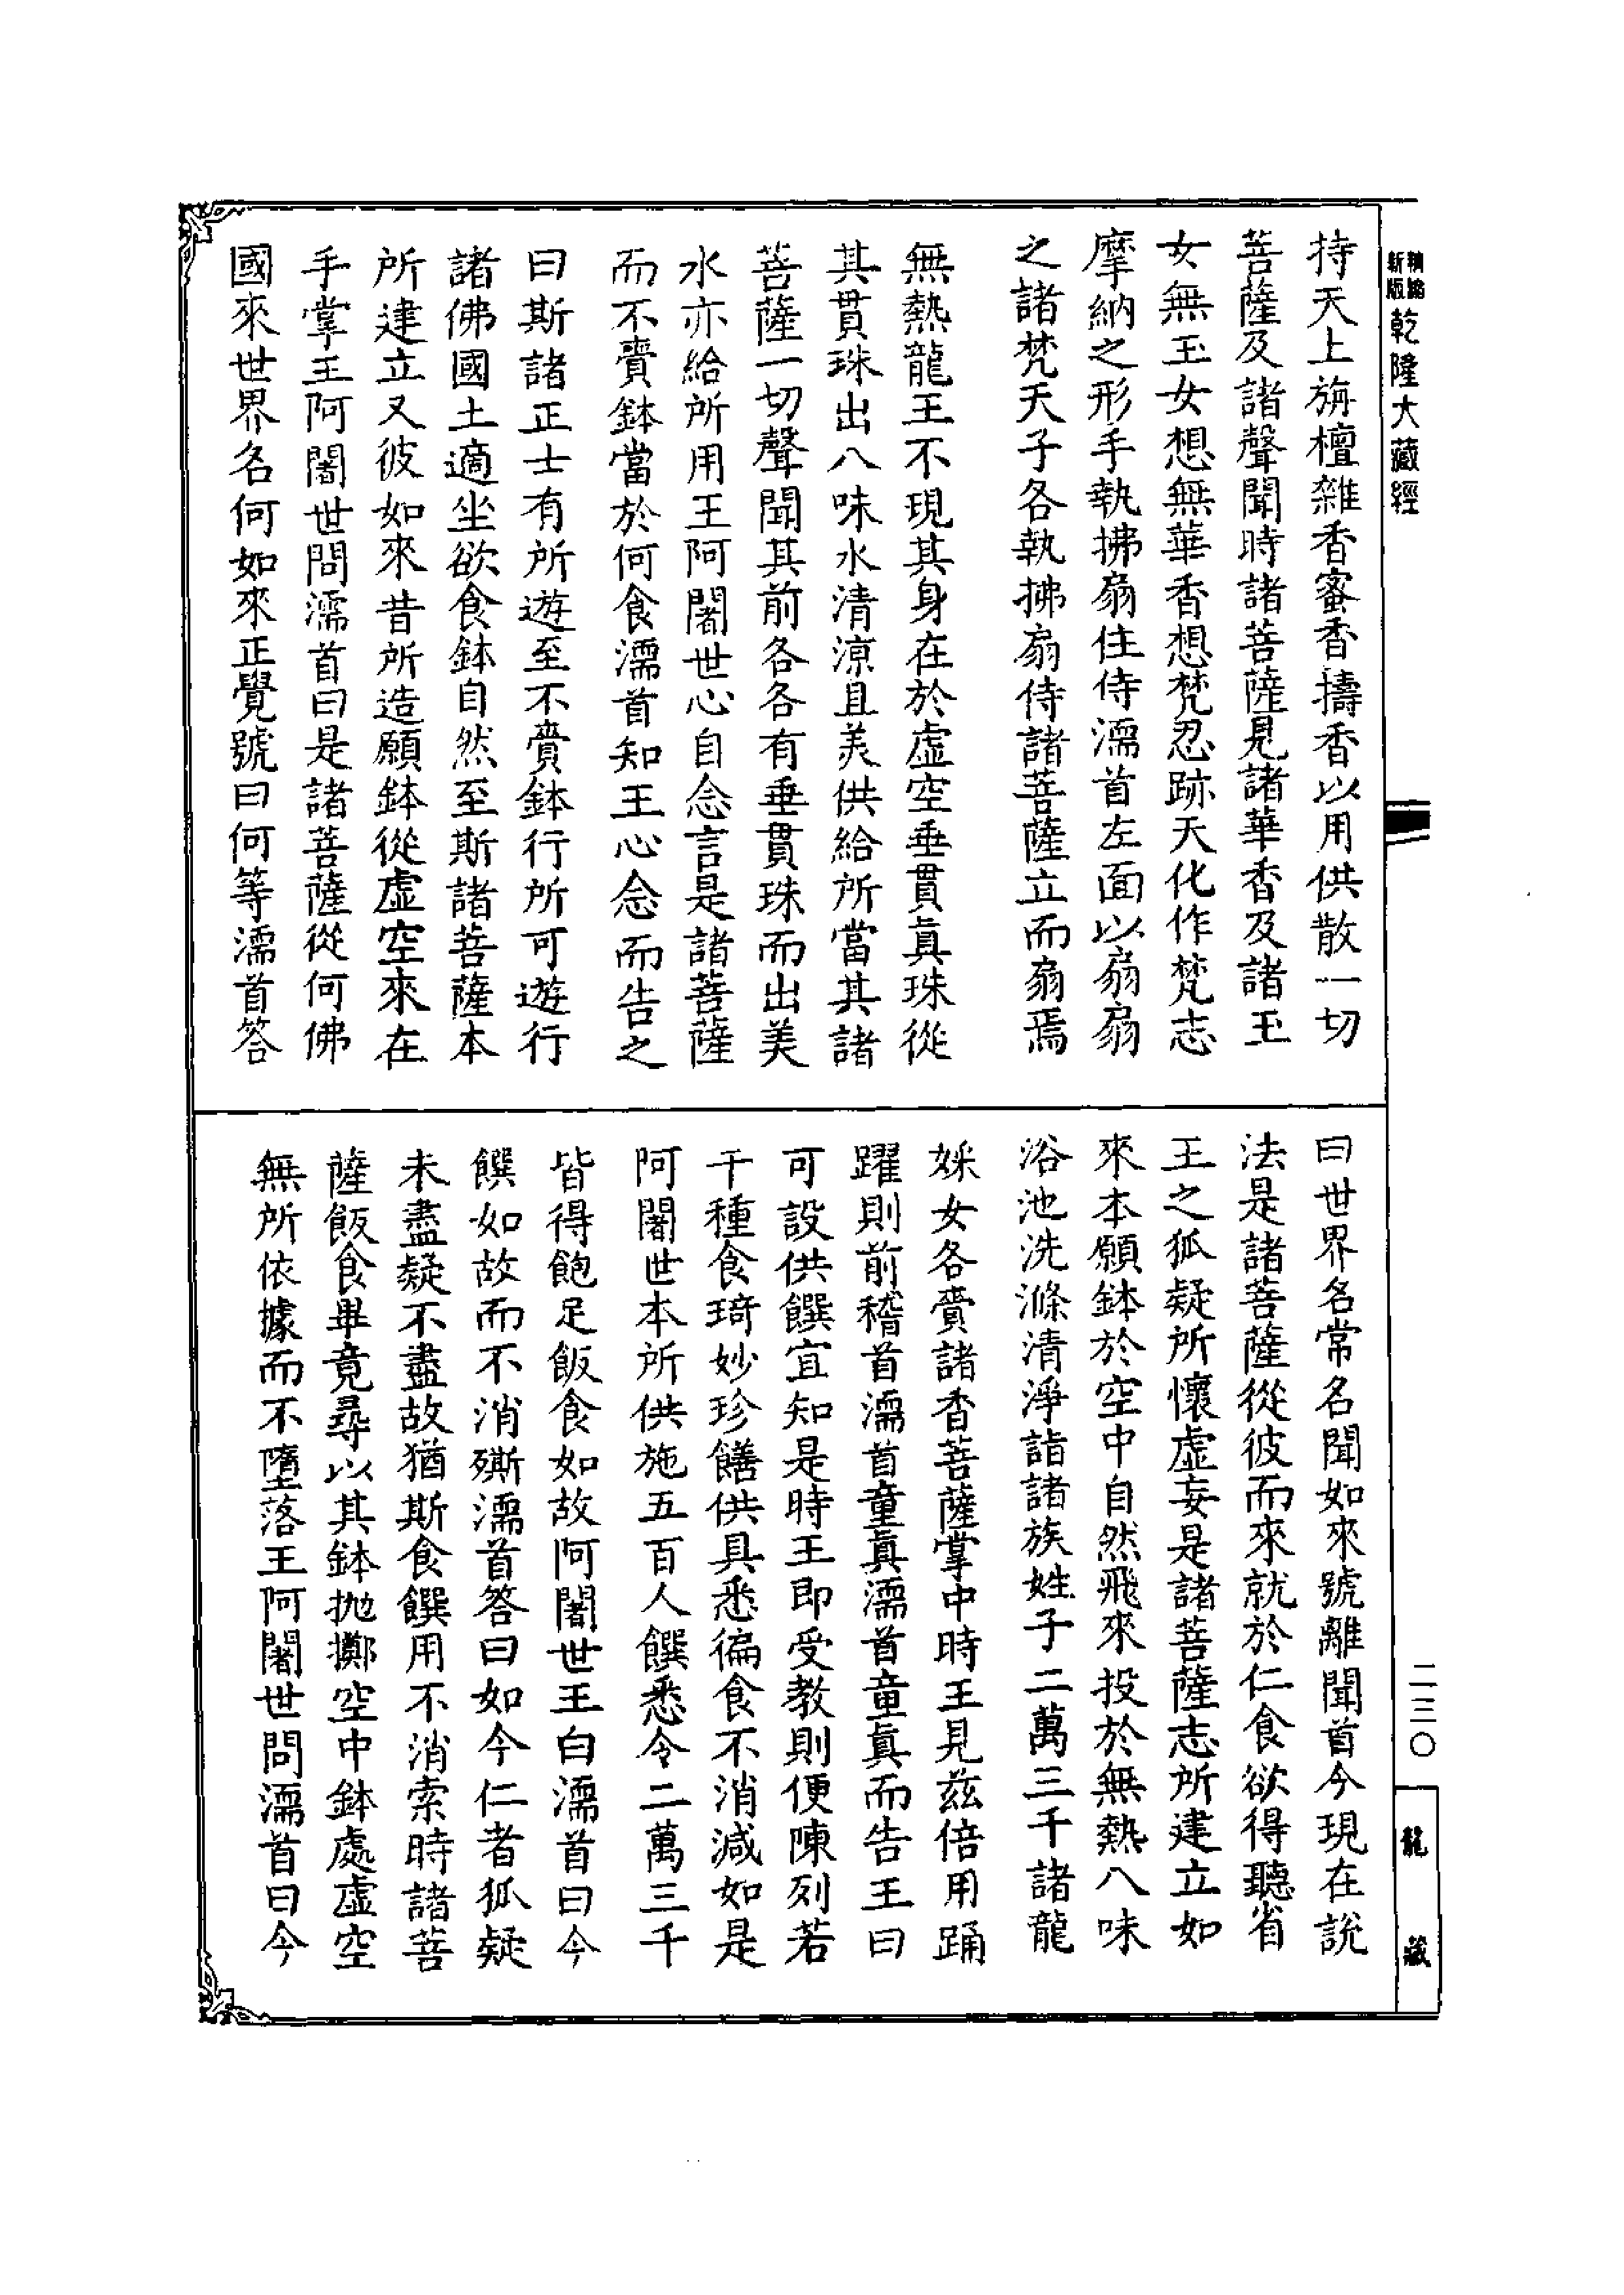 精縮
新版
乾隆大藏經
持天上旃檀雜香蜜香擣香以用供散一切
菩薩及諸聲聞時諸菩薩見諸華香及諸玉
女無玉女想無華香想梵忍跡天化作梵志
摩納之形手執拂扇住侍濡首左面以扇扇
之諸梵天子各執拂扇侍諸菩薩立而扇焉
無熱龍王不現其身在於虛空垂貫真珠從
其貫珠出八味水清涼且美供給所當其諸
菩薩一切聲聞其前各各有垂貫珠而出美
水亦給所用王阿闍世心自念言是諸菩薩
而不賷鉢當於何食濡首知王心念而告之
曰斯諸正士有所遊至不賷鉢行所可遊行
諸佛國土適坐欲食鉢自然至斯諸菩薩本
所建立又彼如來昔所造願鉢從虛空來在
手掌王阿闍世問濡首曰是諸菩薩從何佛
國來世界名何如來正覺號曰何等濡首答
曰世界名常名聞如來號離聞首今現在說
法是諸菩薩從彼而來就於仁食欲得聽省
王之狐疑所懷虛妄是諸菩薩志所建立如
來本願鉢於空中自然飛來投於無熱八味
浴池洗滌清淨詣諸族姓子二萬三千諸龍
婇女各賷諸香菩薩掌中時王見茲倍用踊
躍則前稽首濡首童真濡首童真而告王曰
可設供饌宜知是時王即受教則便陳列若
干種食琦妙珍饍供具悉徧食不消減如是
阿闍世本所供施五百人饌悉令二萬三千
皆得飽足飯食如故阿闍世王白濡首曰今
饌如故而不消㒋濡首答曰如今仁者狐疑
未盡疑不盡故猶斯食饌用不消索時諸菩
薩飯食畢竟尋以其鉢拋擲空中鉢處虛空
無所依據而不墮落王阿闍世問濡首曰今
二三〇
龍藏